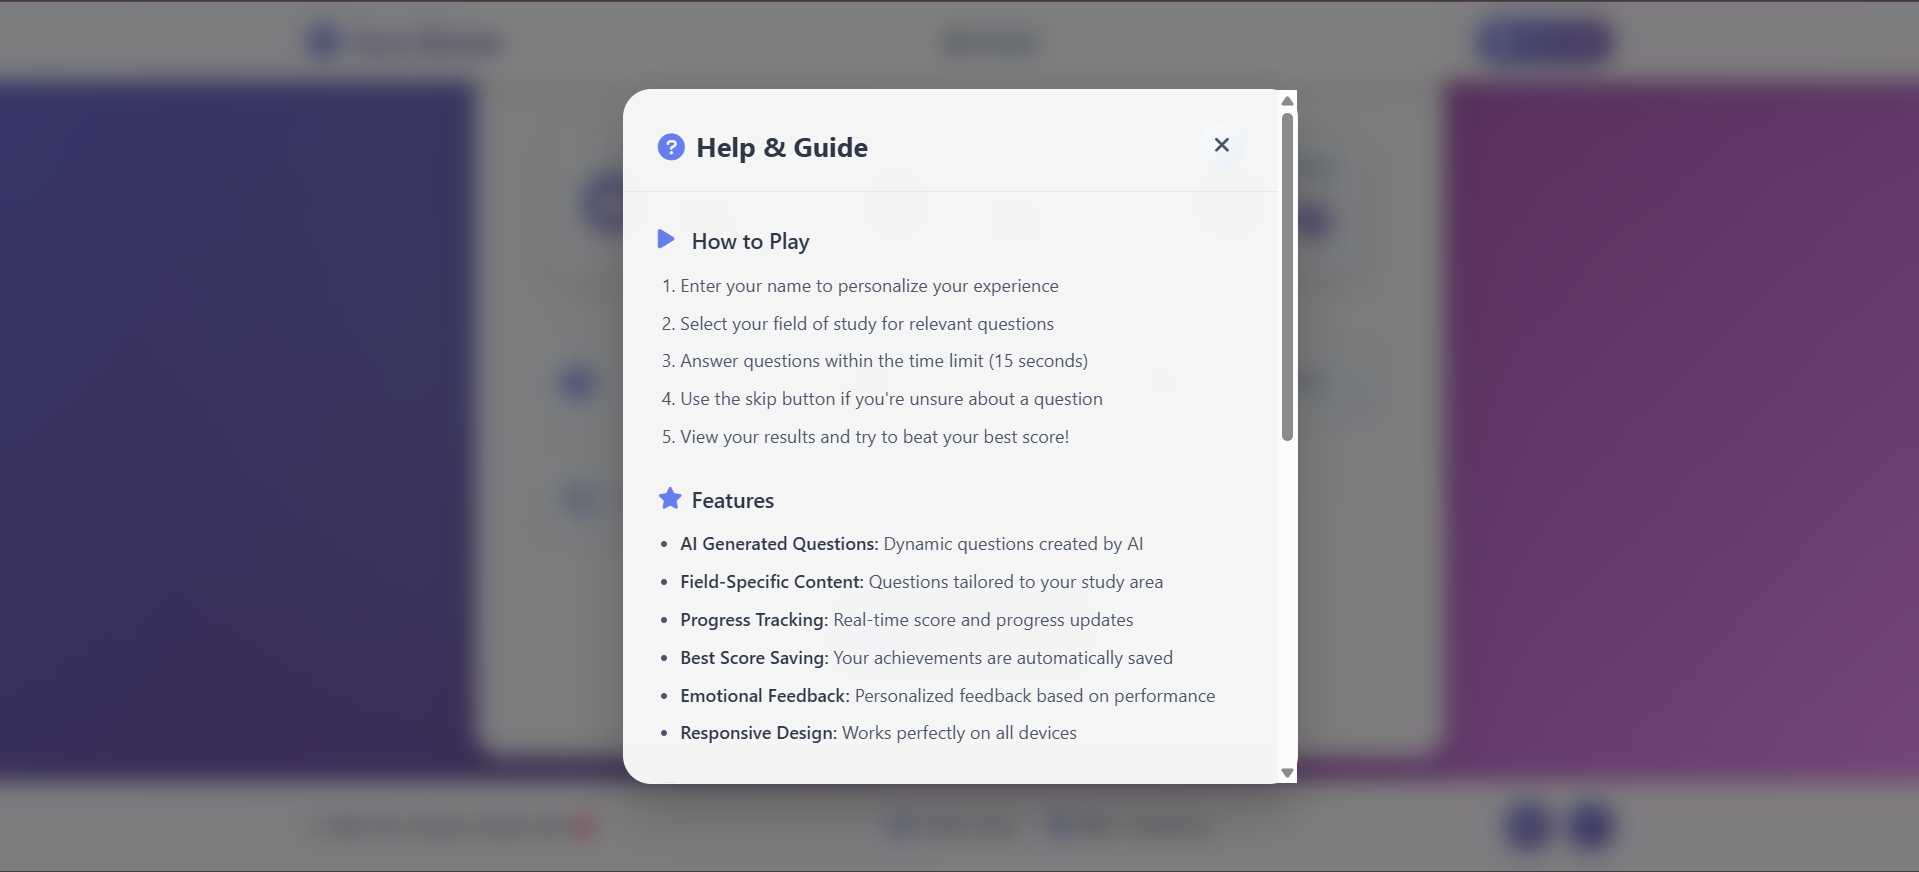 Help & Guide
How to Play
1. Enter your name to personalize your experience
2. Select your field of study for relevant questions
3. Answer questions within the time limit (15 seconds)
4. Use the skip button if you're unsure about a question
5. View your results and try to beat your best score!
Features
• AI Generated Questions: Dynamic questions created by AI
• Field-Specific Content: Questions tailored to your study area
• Progress Tracking: Real-time score and progress updates
• Best Score Saving: Your achievements are automatically saved
• Emotional Feedback: Personalized feedback based on performance
• Responsive Design: Works perfectly on all devices